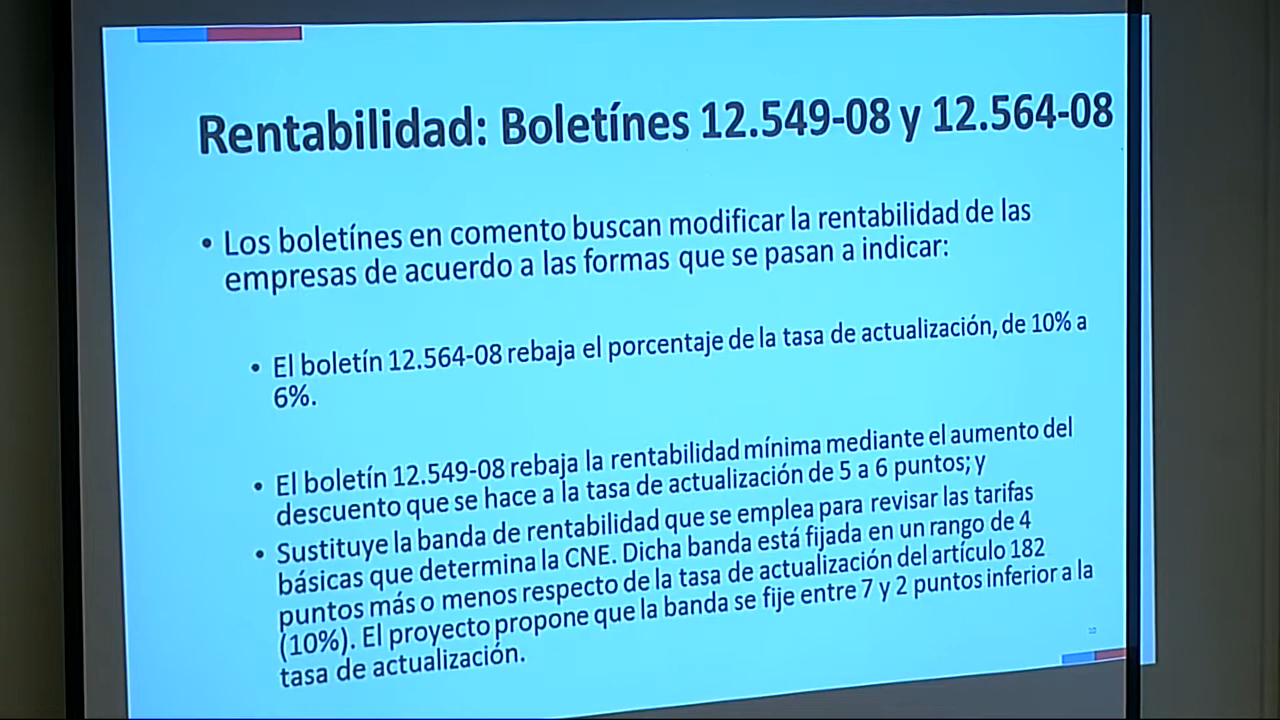 Rentabilidad: Boletínes 12.549-08 y 12.564-08
• Los boletínes en comento buscan modificar la rentabilidad de las
empresas de acuerdo a las formas que se pasan a indicar:
• El boletín 12.564-08 rebaja el porcentaje de la tasa de actualización, de 10% a
6%.
• El boletín 12.549-08 rebaja la rentabilidad mínima mediante el aumento del
descuento que se hace a la tasa de actualización de 5 a 6 puntos; y
• Sustituye la banda de rentabilidad que se emplea para revisar las tarifas
básicas que determina la CNE. Dicha banda está fijada en un rango de 4
puntos más o menos respecto de la tasa de actualización del artículo 182
(10%). El proyecto propone que la banda se fije entre 7 y 2 puntos inferior a la
tasa de actualización.